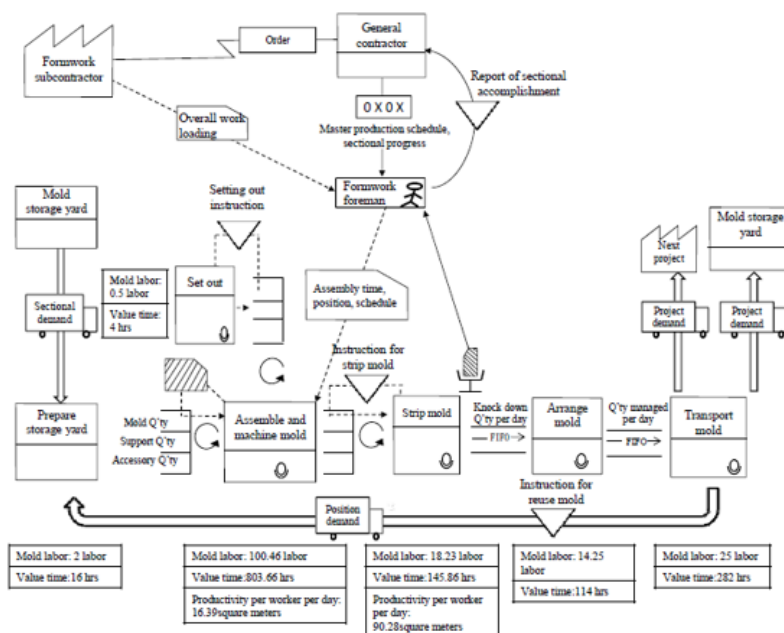 Formwork
subcontractor
Order
General
contractor
Report of sectional
accomplishment
Overall work
loading
0 X 0 X
Master production schedule,
sectional progress
Formwork
foreman
Mold
storage yard
Setting out
instruction
Mold storage
yard
Next
project
Mold labor:
0.5 labor
Value time:
4 hrs
Set out
Assembly time,
position, schedule
Sectional
demand
Project
demand
Project
demand
Instruction for
strip mold
Prepare
storage yard
Mold Q'ty
Support Q'ty
Accessory Q'ty
Assemble and
machine mold
Strip mold
Knock down
Q'ty per day
FIFO
Arrange
mold
Q'ty managed
per day
FIFO
Transport
mold
Position
demand
Instruction for
reuse mold
Mold labor: 2 labor
Value time:16 hrs
Mold labor: 100.46 labor
Value time:803.66 hrs
Productivity per worker per day:
16.39square meters
Mold labor: 18.23 labor
Value time:145.86 hrs
Productivity per worker per
day:
90.28square meters
Mold labor: 14.25
labor
Value time:114 hrs
Mold labor: 25 labor
Value time:282 hrs